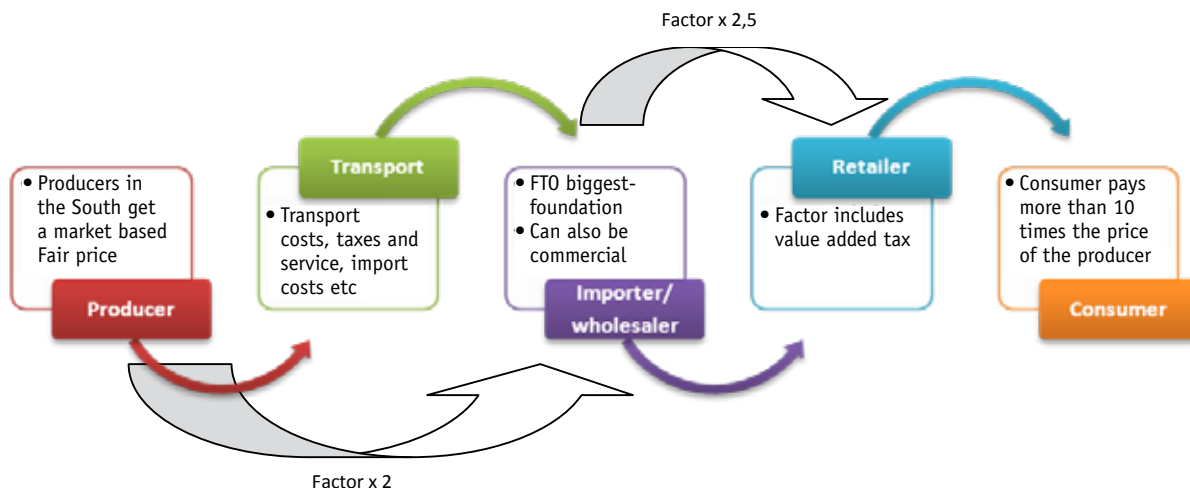 Factor x 2,5
• Producers in
the South get
a market based
Fair price
Producer
Transport
• Transport
costs, taxes and
service, import
costs etc
• FTO biggest-
foundation
• Can also be
commercial
Importer/
wholesaler
Retailer
• Factor includes
value added tax
• Consumer pays
more than 10
times the price
of the producer
Consumer
Factor x 2